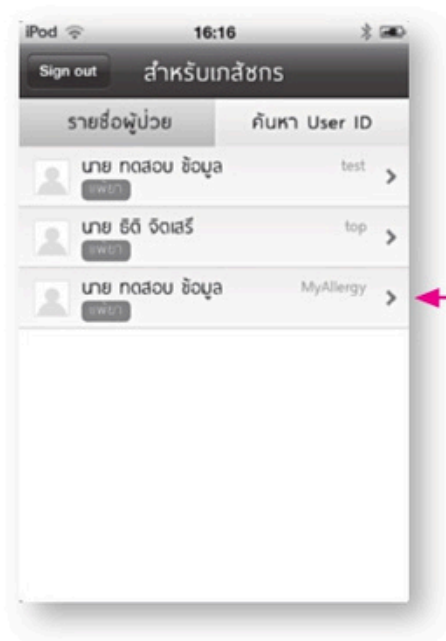 iPod 16:16
Sign out สำหรับเภสัชกร
รายชื่อผู้ป่วย ค้นหา User ID
นาย ทดสอบ ข้อมูล test
แพ้ยา
นาย ธิติ จิตเสรี top
แพ้ยา
นาย ทดสอบ ข้อมูล MyAllergy
แพ้ยา